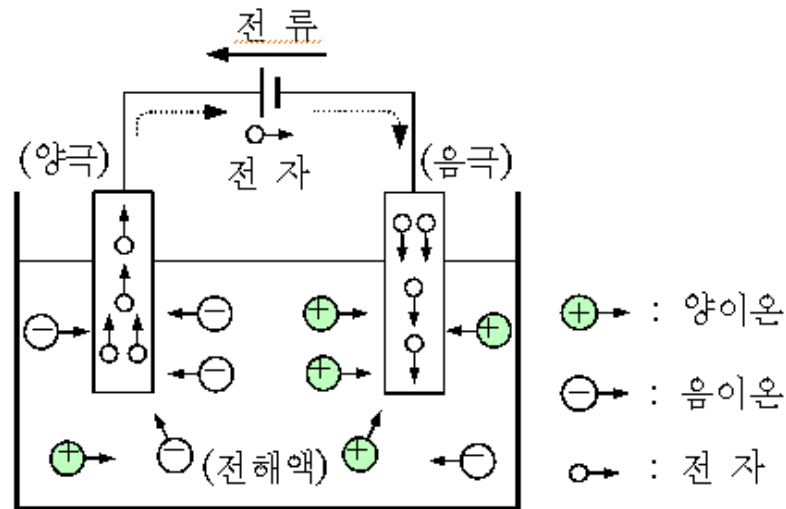 전 류
(양극)
전 자
(음극)
+ : 양이온
− : 음이온
: 전 자
(전해액)